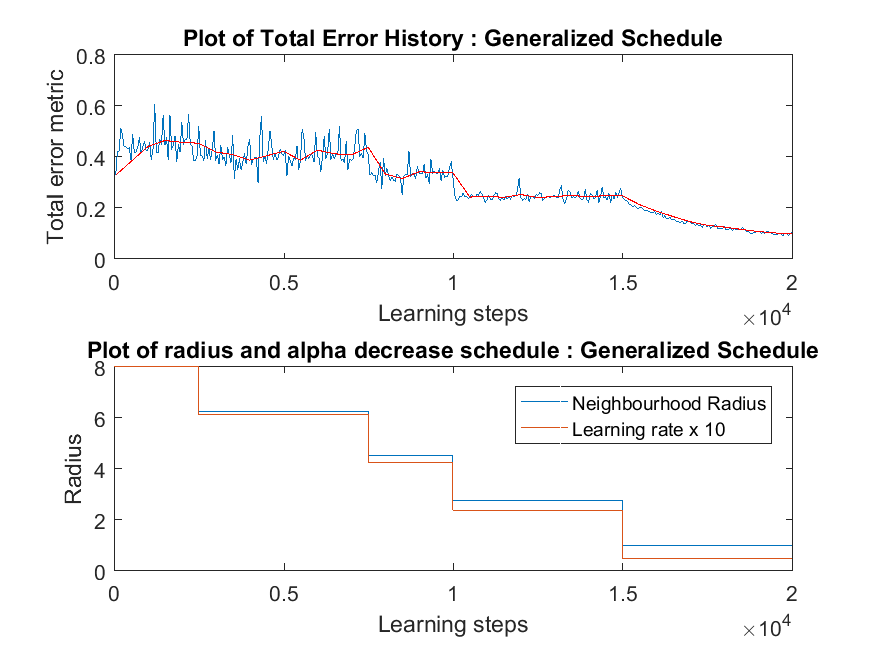 Plot of Total Error History : Generalized Schedule
Total error metric
0.8
0.6
0.4
0.2
0
0 0.5 1 1.5 2
Learning steps
×10^4
Plot of radius and alpha decrease schedule : Generalized Schedule
Radius
8
6
4
2
0
Neighbourhood Radius
Learning rate x 10
0 0.5 1 1.5 2
Learning steps
×10^4